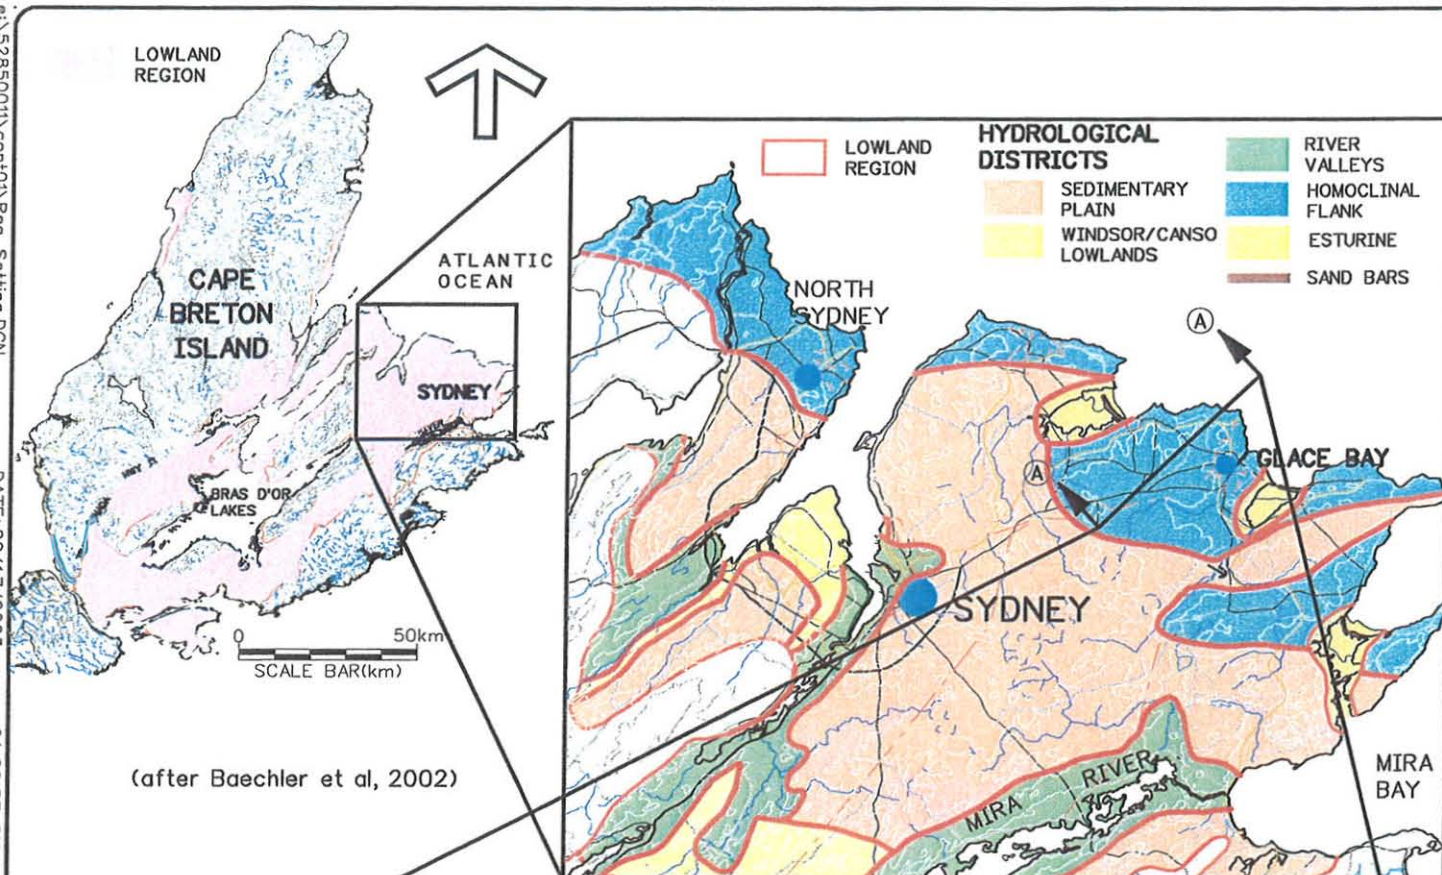 LOWLAND
REGION
CAPE
BRETON
ISLAND
ATLANTIC
OCEAN
SYDNEY
BRAS D'OR
LAKES
0 50km
SCALE BAR(km)
(after Baechler et al, 2002)
LOWLAND
REGION
HYDROLOGICAL
DISTRICTS
SEDIMENTARY
PLAIN
WINDSOR/CANSO
LOWLANDS
RIVER
VALLEYS
HOMOCLINAL
FLANK
ESTURINE
SAND BARS
NORTH
SYDNEY
A
A
GLACE BAY
SYDNEY
MIRA RIVER
MIRA
BAY